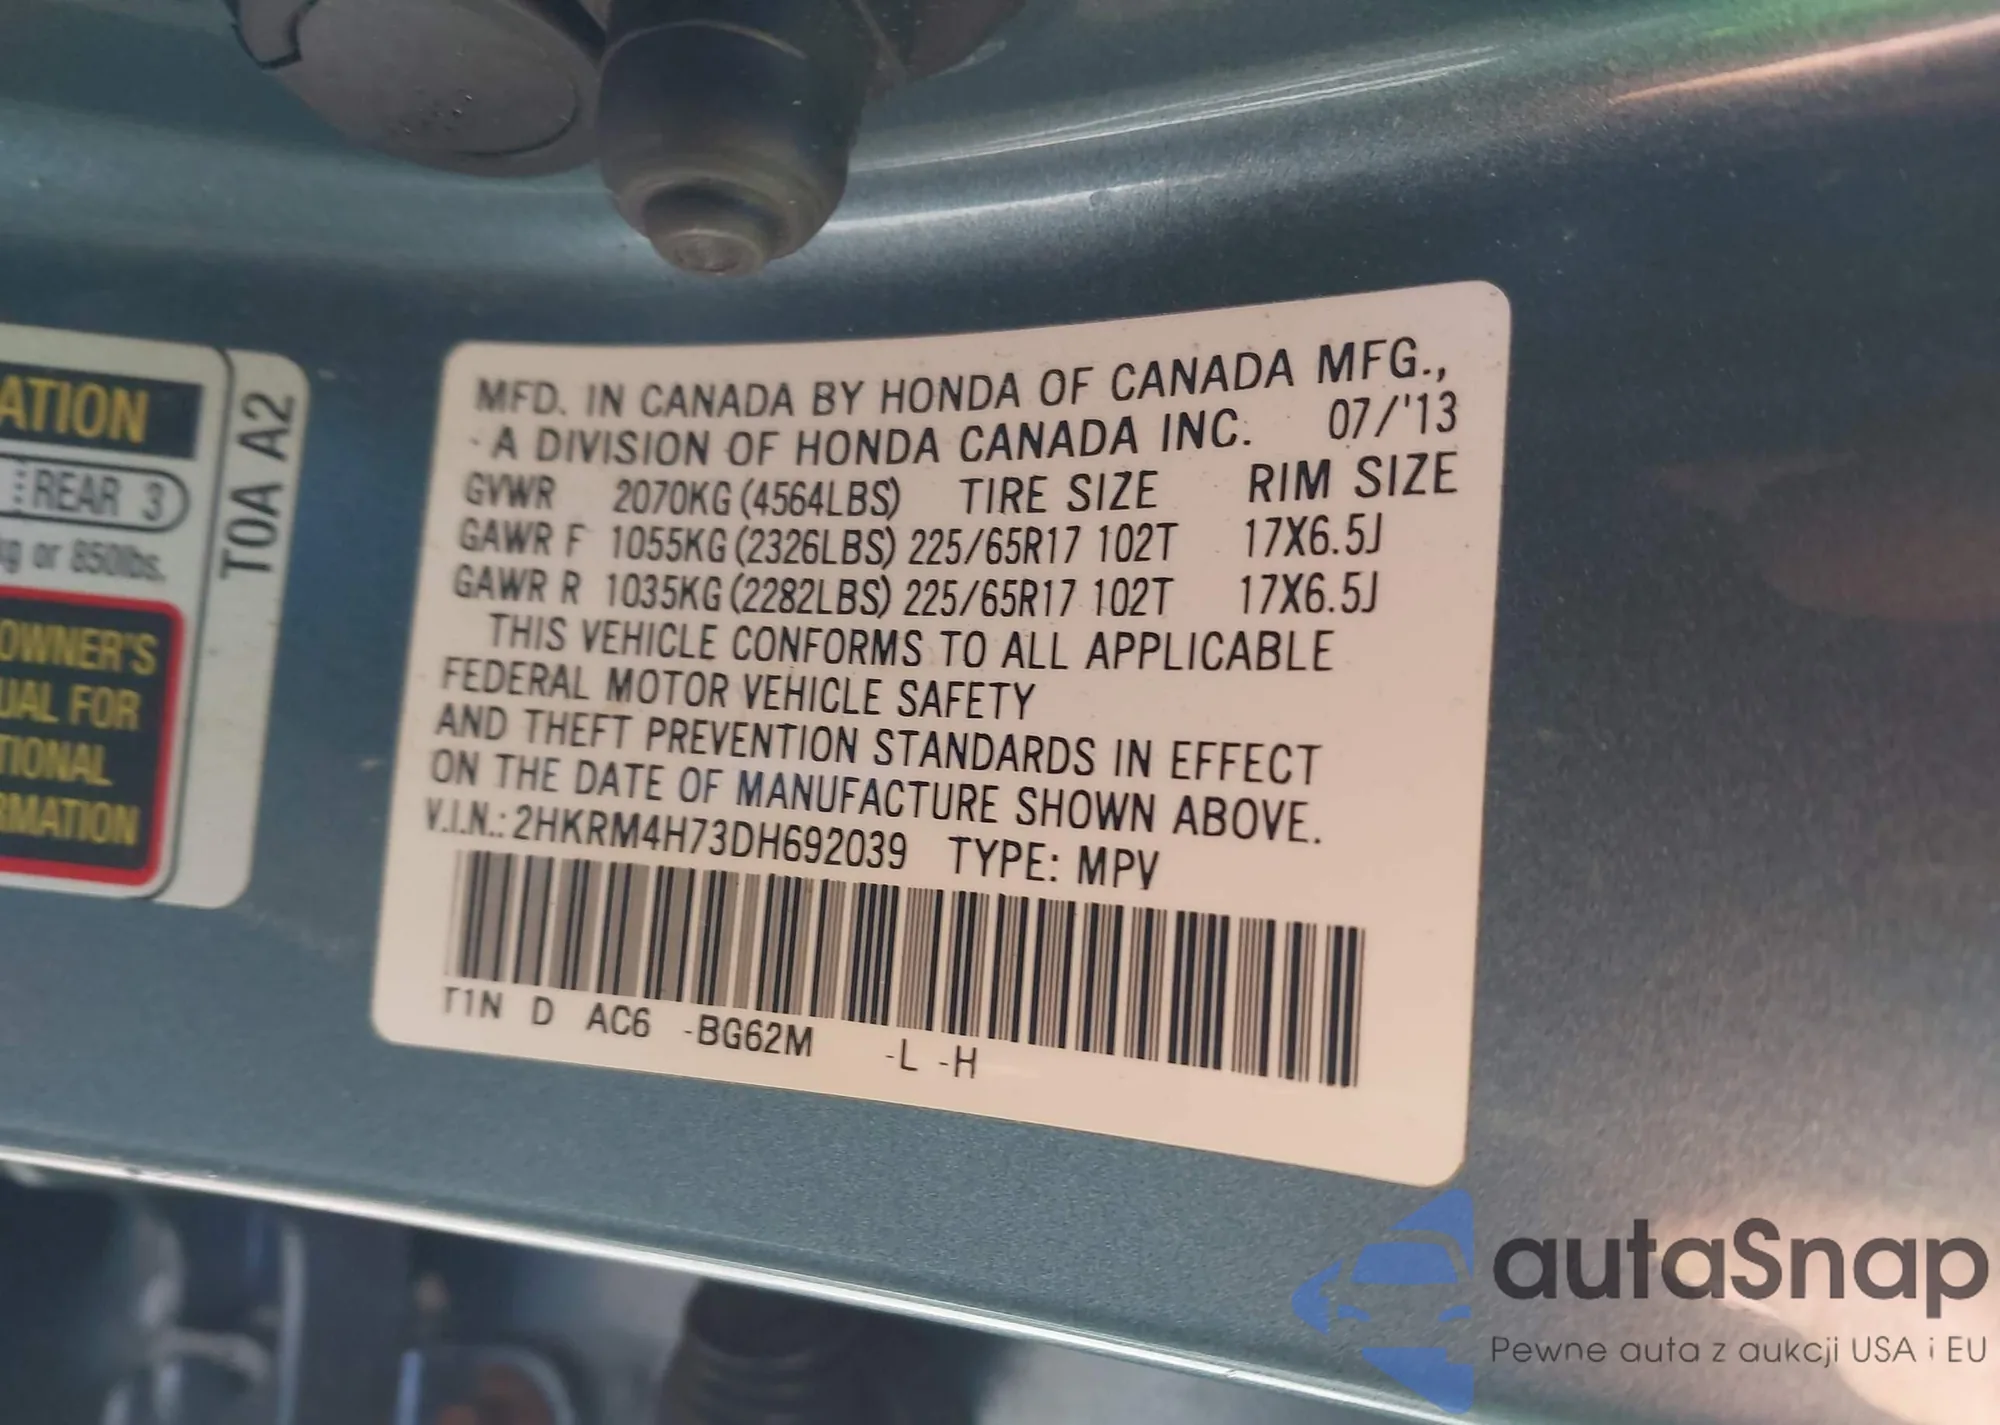 ATION
REAR 3
kg or 850lbs.
OWNER'S
UAL FOR
TIONAL
RMATION
T0A A2
MFD. IN CANADA BY HONDA OF CANADA MFG.,
- A DIVISION OF HONDA CANADA INC. 07/'13
GVWR 2070KG (4564LBS) TIRE SIZE RIM SIZE
GAWR F 1055KG (2326LBS) 225/65R17 102T 17X6.5J
GAWR R 1035KG (2282LBS) 225/65R17 102T 17X6.5J
THIS VEHICLE CONFORMS TO ALL APPLICABLE
FEDERAL MOTOR VEHICLE SAFETY
AND THEFT PREVENTION STANDARDS IN EFFECT
ON THE DATE OF MANUFACTURE SHOWN ABOVE.
V.I.N.: 2HKRM4H73DH692039 TYPE: MPV
T1N D AC6 -BG62M -L -H
autaSnap
Pewne auta z aukcji USA i EU